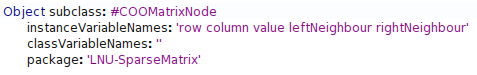 Object subclass: #COOMatrixNode
instanceVariableNames: 'row column value leftNeighbour rightNeighbour'
classVariableNames: ''
package: 'LNU-SparseMatrix'